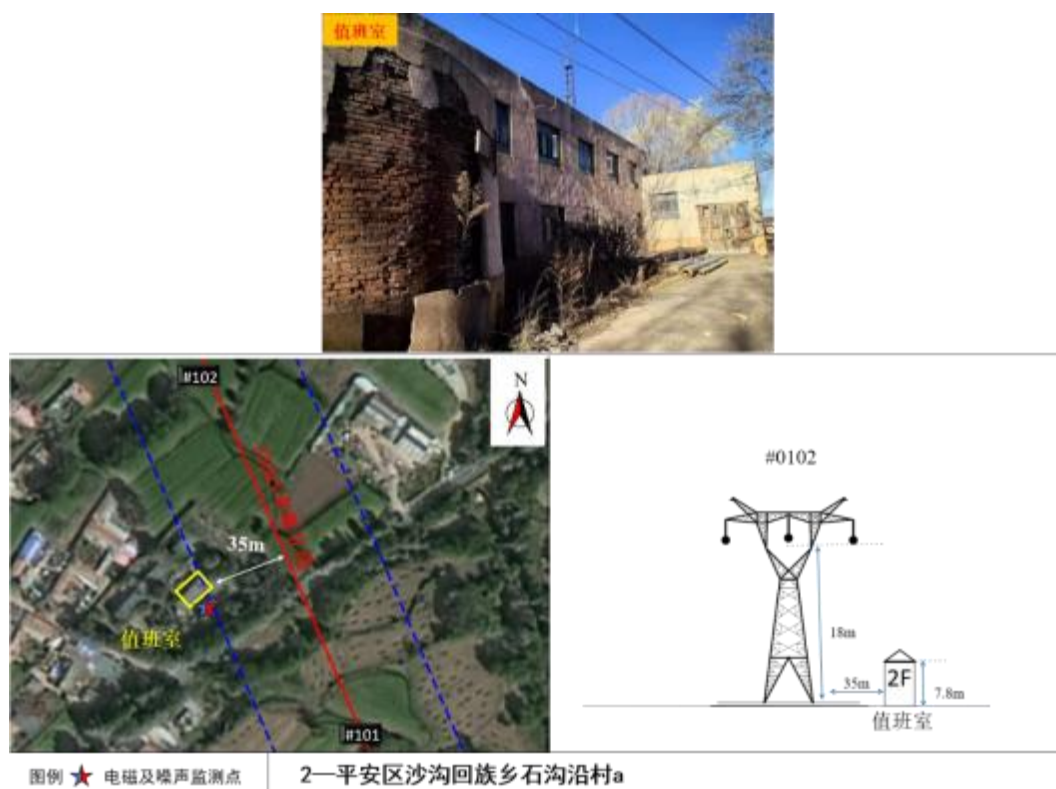 值班室
#102
N
35m
值班室
#101
#0102
18m
35m
2F
7.8m
值班室
图例 电磁及噪声监测点
2—平安区沙沟回族乡石沟沿村a